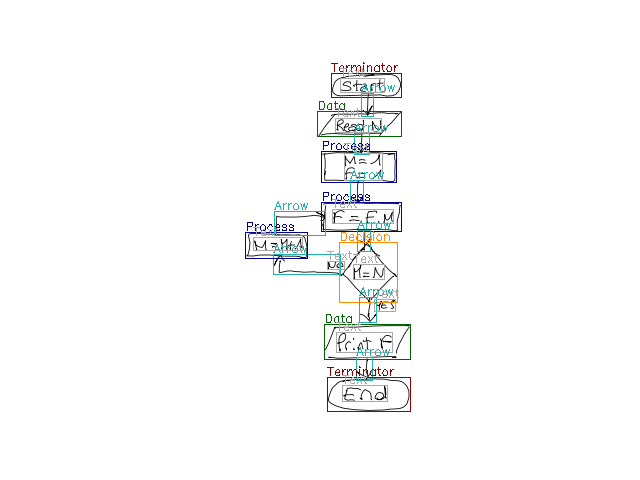 Terminator
Text
Start
Arrow
Data
Text
Read N
Arrow
Process
M = 1
F = 1
Arrow
Process
Text
F = F.M
Arrow
Arrow
Process
M = M+1
Arrow
Decision
Text
No
Text
M=N
Arrow
Text
YES
Data
Text
Print F
Arrow
Terminator
Text
End